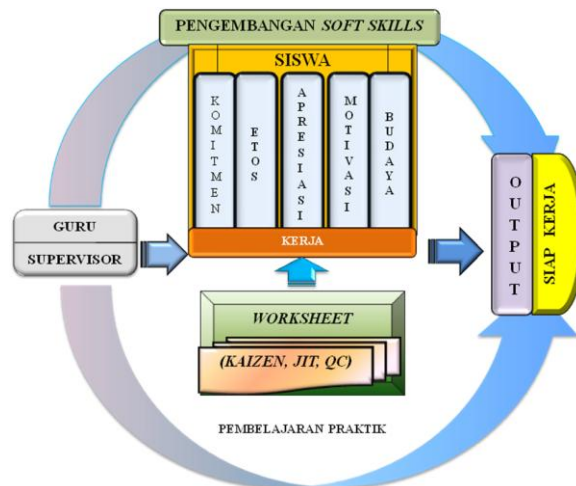 PENGEMBANGAN SOFT SKILLS
SISWA
KOMITMEN
ETOS
APRESIASI
MOTIVASI
BUDAYA
KERJA
GURU
SUPERVISOR
OUTPUT
SIAP KERJA
WORKSHEET
(KAIZEN, JIT, QC)
PEMBELAJARAN PRAKTIK